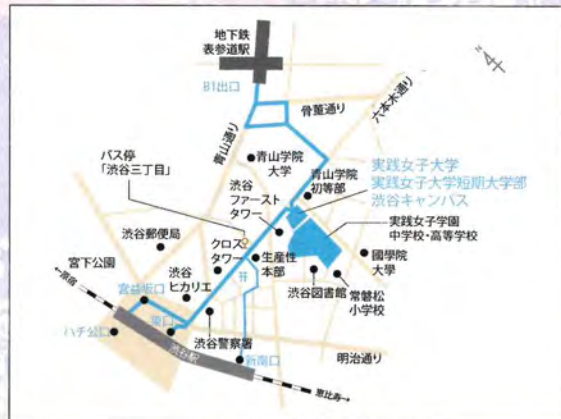 地下鉄
表参道駅
B1出口
N
骨董通り
六本木通り
青山通り
バス停
「渋谷三丁目」
青山学院
大学
青山学院
初等部
実践女子大学
実践女子大学短期大学部
渋谷キャンパス
渋谷
ファースト
タワー
実践女子学園
中学校・高等学校
渋谷郵便局
クロス
タワー
生産性
本部
國學院
大學
宮下公園
渋谷
ヒカリエ
渋谷図書館
常磐松
小学校
←原宿
宮益坂口
東口
ハチ公口
渋谷駅
渋谷警察署
新南口
明治通り
恵比寿→